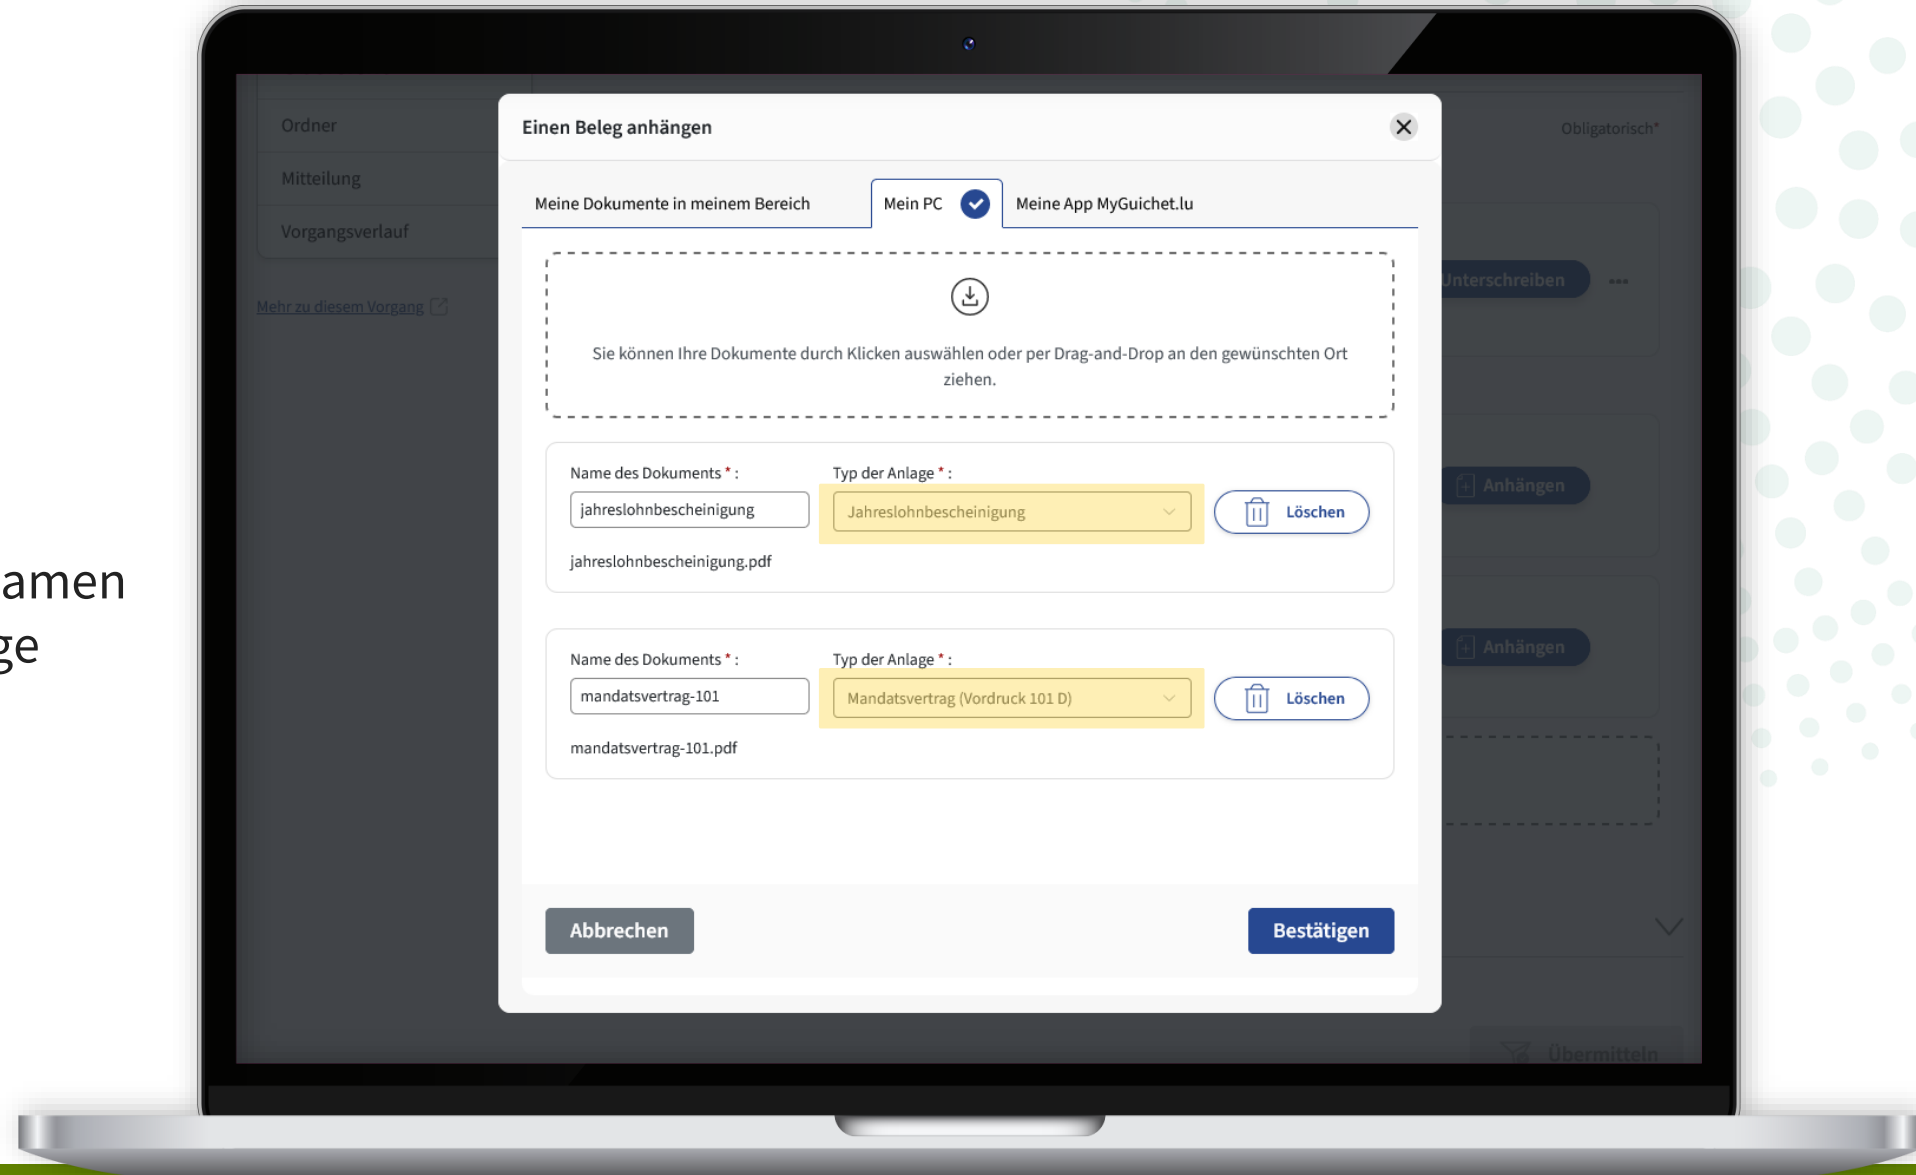 Ordner
Mitteilung
Vorgangsverlauf
Mehr zu diesem Vorgang
Einen Beleg anhängen
Obligatorisch*
Meine Dokumente in meinem Bereich
Mein PC
Meine App MyGuichet.lu
Sie können Ihre Dokumente durch Klicken auswählen oder per Drag-and-Drop an den gewünschten Ort
ziehen.
Unterschreiben
Name des Dokuments * :
Typ der Anlage * :
jahreslohnbescheinigung
Jahreslohnbescheinigung
Löschen
jahreslohnbescheinigung.pdf
Anhängen
Name des Dokuments * :
Typ der Anlage * :
mandatsvertrag-101
Mandatsvertrag (Vordruck 101 D)
Löschen
mandatsvertrag-101.pdf
Anhängen
Abbrechen
Bestätigen
Übermitteln
amen
ge